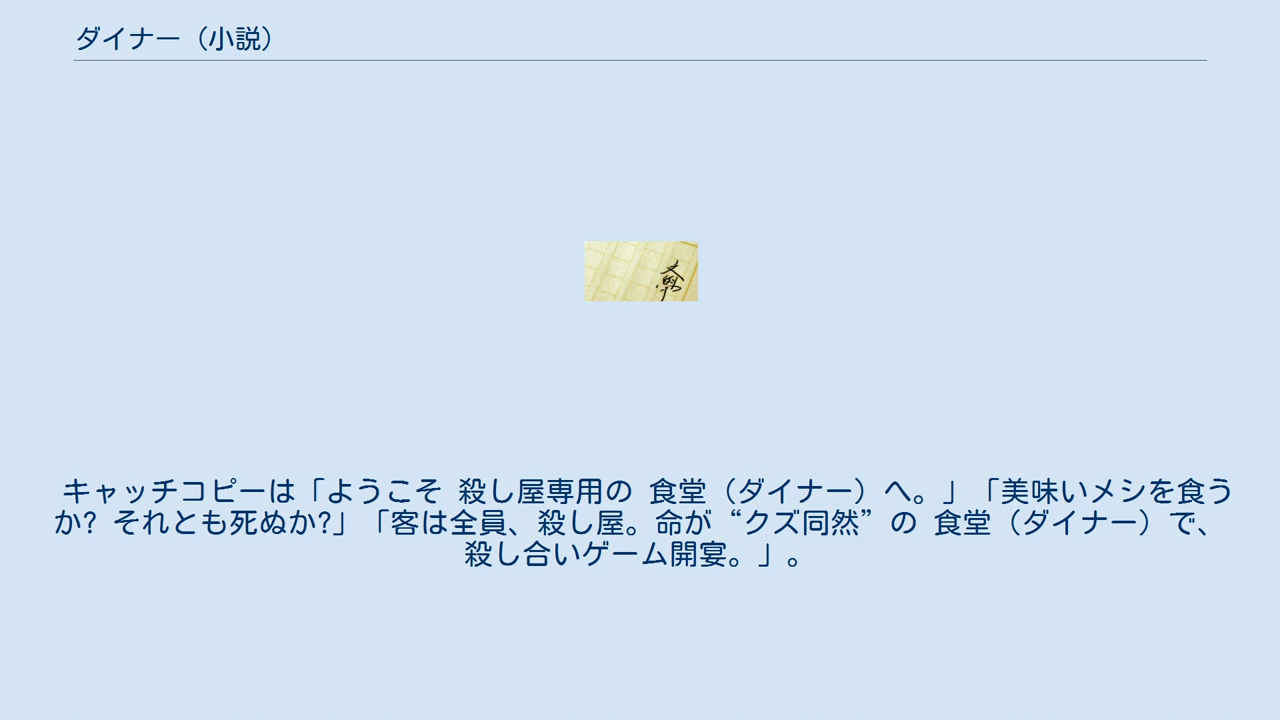 ダイナー（小説）
キャッチコピーは「ようこそ 殺し屋専用の 食堂（ダイナー）へ。」「美味いメシを食う
か? それとも死ぬか?」「客は全員、殺し屋。命が“クズ同然”の 食堂（ダイナー）で、
殺し合いゲーム開宴。」。